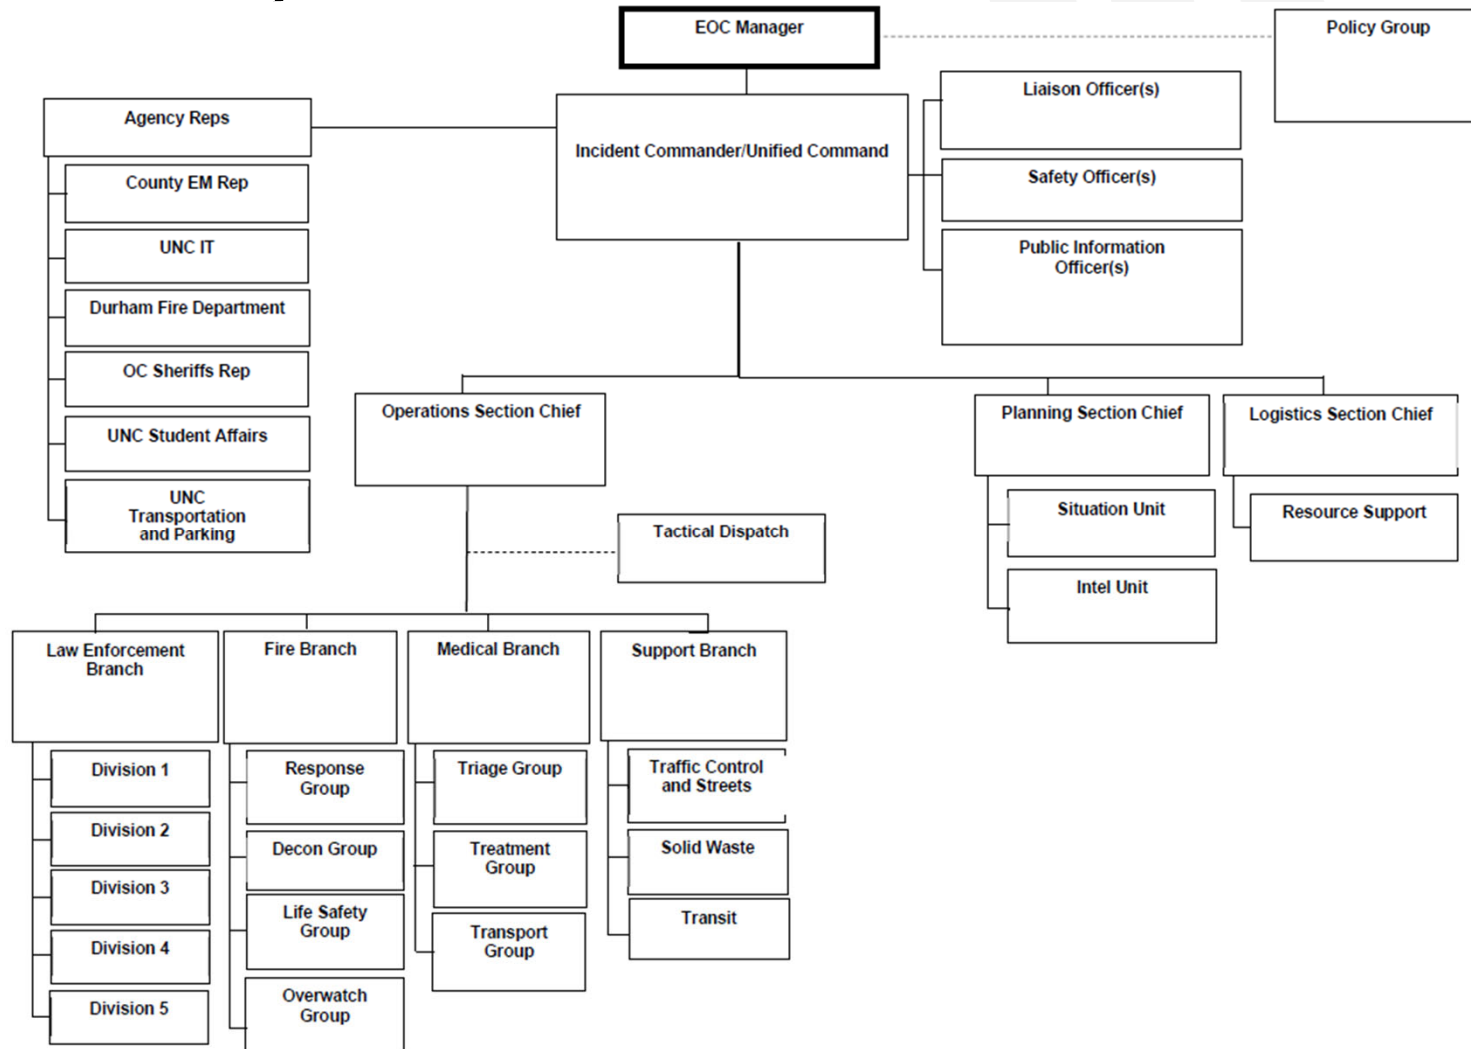 EOC Manager
Policy Group
Liaison Officer(s)
Agency Reps
Incident Commander/Unified Command
Safety Officer(s)
County EM Rep
Public Information
Officer(s)
UNC IT
Durham Fire Department
OC Sheriffs Rep
UNC Student Affairs
UNC
Transportation
and Parking
Operations Section Chief
Planning Section Chief
Logistics Section Chief
Situation Unit
Resource Support
Intel Unit
Tactical Dispatch
Law Enforcement
Branch
Division 1
Division 2
Division 3
Division 4
Division 5
Fire Branch
Response
Group
Decon Group
Life Safety
Group
Overwatch
Group
Medical Branch
Triage Group
Treatment
Group
Transport
Group
Support Branch
Traffic Control
and Streets
Solid Waste
Transit